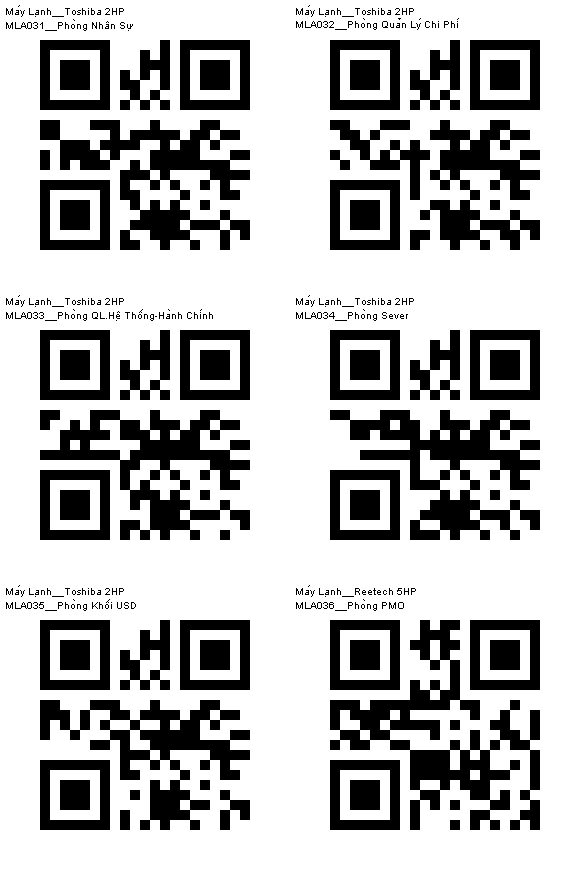 Máy Lạnh__Toshiba 2HP
MLA031__Phòng Nhân Sự
Máy Lạnh__Toshiba 2HP
MLA032__Phòng Quản Lý Chi Phí
Máy Lạnh__Toshiba 2HP
MLA033__Phòng QL.Hệ Thống-Hành Chính
Máy Lạnh__Toshiba 2HP
MLA034__Phòng Sever
Máy Lạnh__Toshiba 2HP
MLA035__Phòng Khối USD
Máy Lạnh__Reetech 5HP
MLA036__Phòng PMO